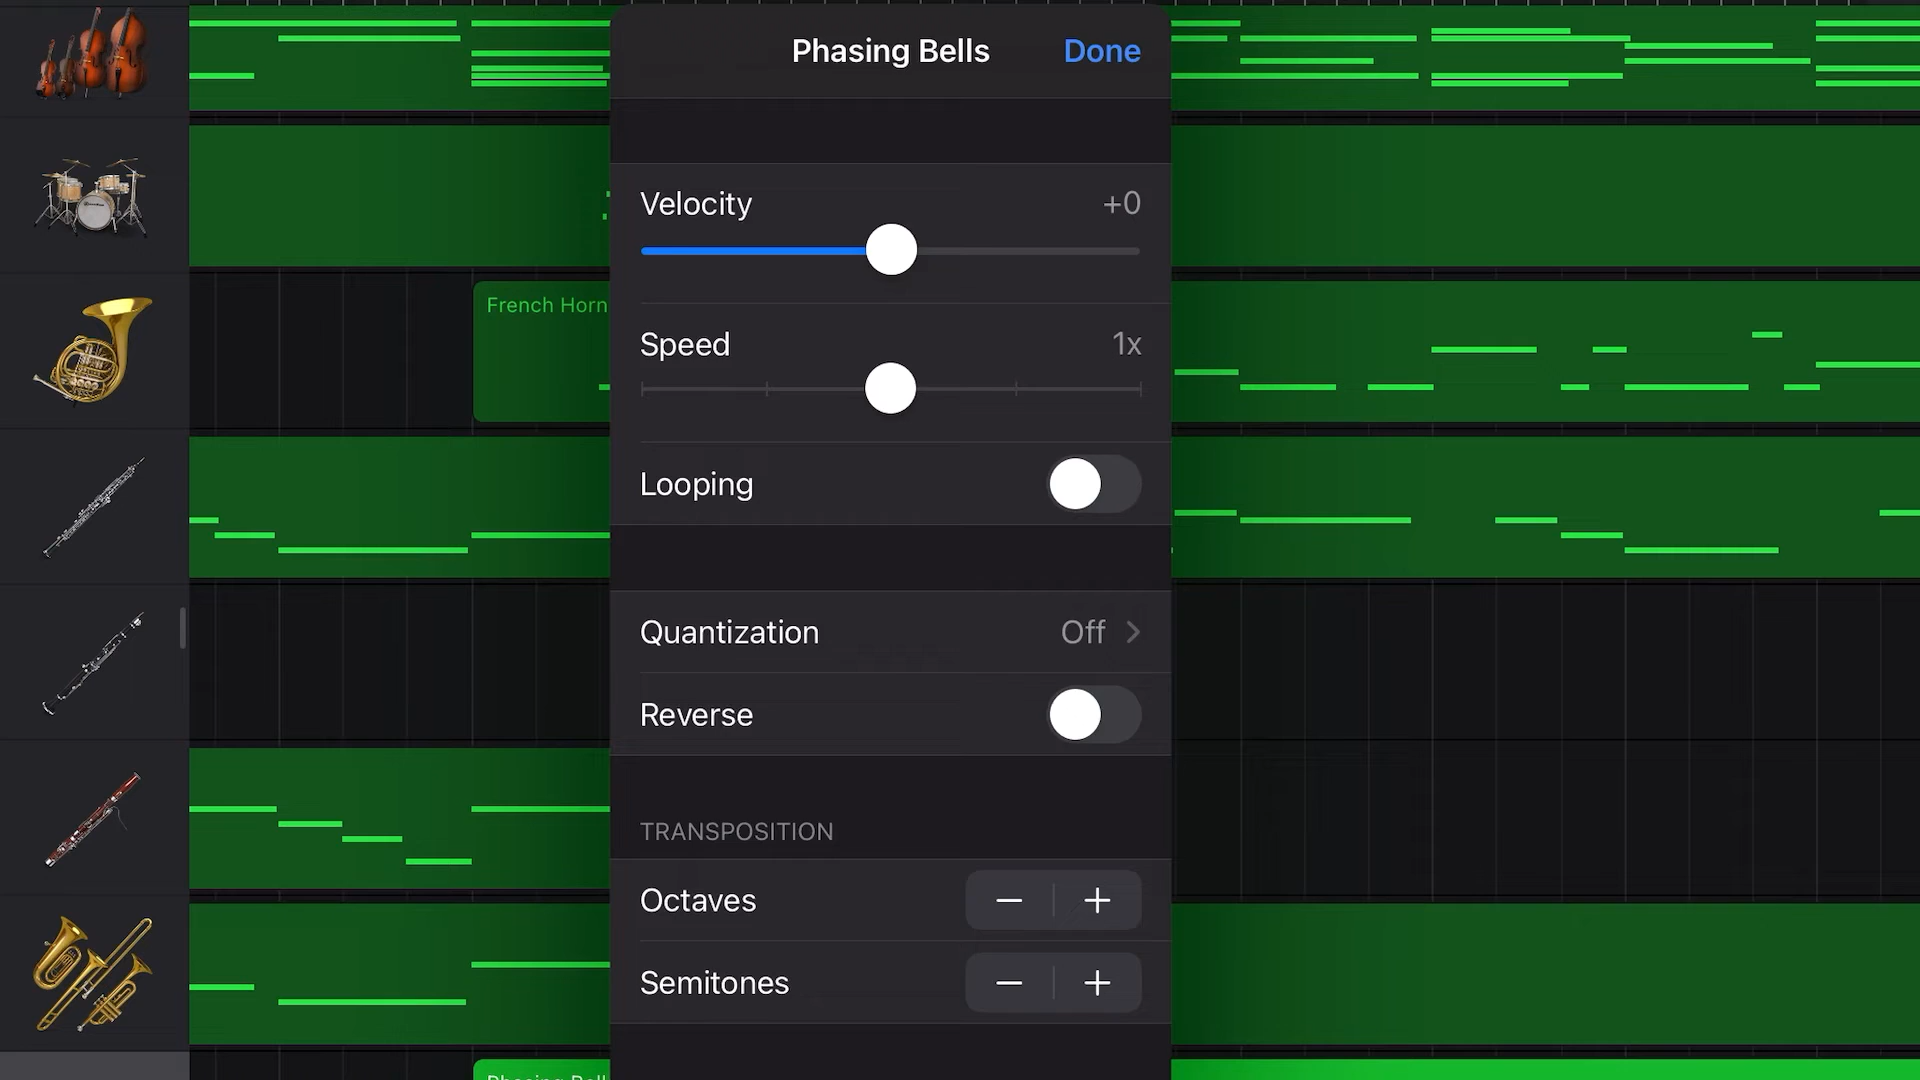 Phasing Bells
Done
Velocity
+0
French Horn
Speed
1x
Looping
Quantization
Off
Reverse
TRANSPOSITION
Octaves
Semitones